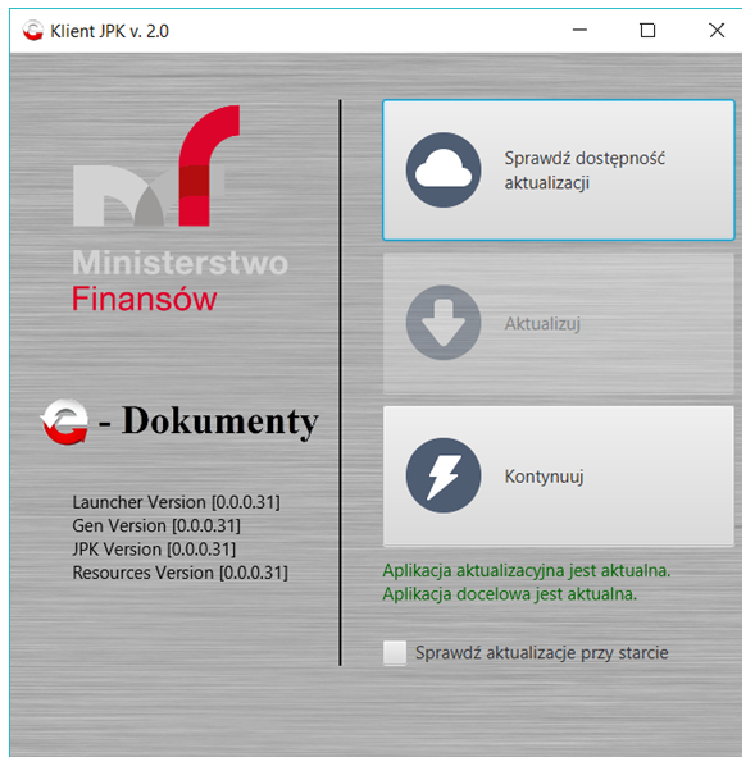 Klient JPK v. 2.0
Ministerstwo
Finansów
e - Dokumenty
Launcher Version [0.0.0.31]
Gen Version [0.0.0.31]
JPK Version [0.0.0.31]
Resources Version [0.0.0.31]
Sprawdź dostępność
aktualizacji
Aktualizuj
Kontynuuj
Aplikacja aktualizacyjna jest aktualna.
Aplikacja docelowa jest aktualna.
Sprawdź aktualizacje przy starcie